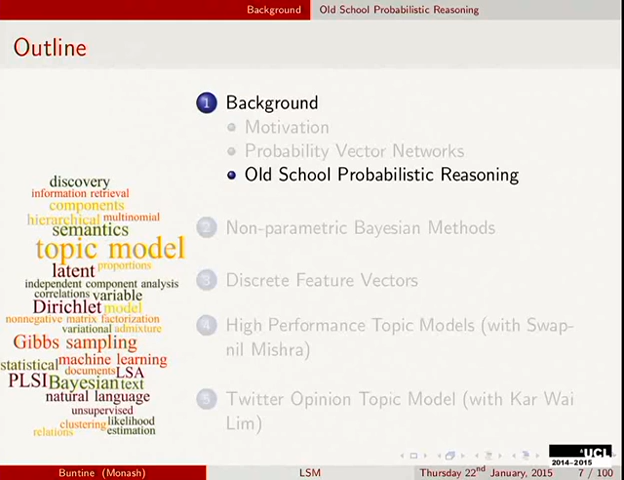 Background Old School Probabilistic Reasoning
Outline
1 Background
Motivation
Probability Vector Networks
Old School Probabilistic Reasoning
2 Non-parametric Bayesian Methods
3 Discrete Feature Vectors
4 High Performance Topic Models (with Swap-
nil Mishra)
5 Twitter Opinion Topic Model (with Kar Wai
Lim)
discovery
information retrieval
components
hierarchical multinomial
semantics
topic model
latent proportions
independent component analysis
correlations variable
Dirichlet model
nonnegative matrix factorization
variational admixture
Gibbs sampling
statistical machine learning
documents LSA
PLSI Bayesian text
natural language
unsupervised
clustering likelihood
relations estimation
UCL
2014-2015
Buntine (Monash) LSM Thursday 22nd January, 2015 7 / 100